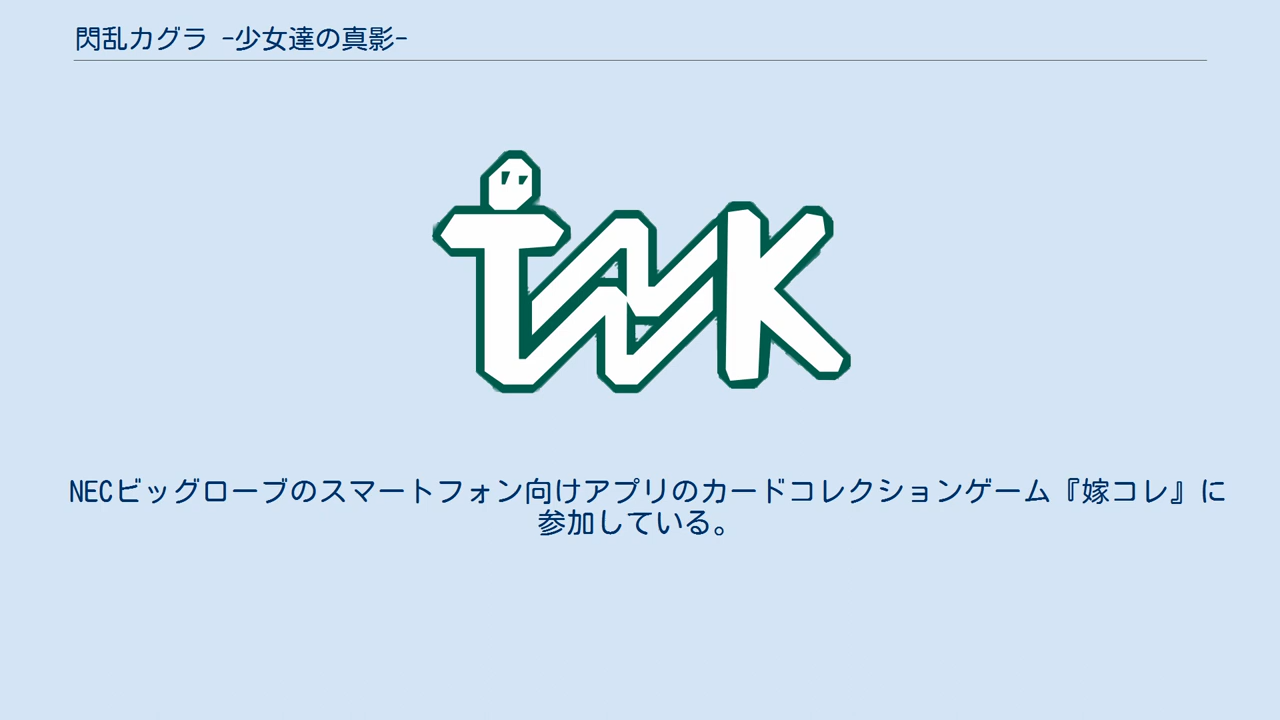 閃乱カグラ -少女達の真影-
TWK
NECビッグローブのスマートフォン向けアプリのカードコレクションゲーム『嫁コレ』に
参加している。